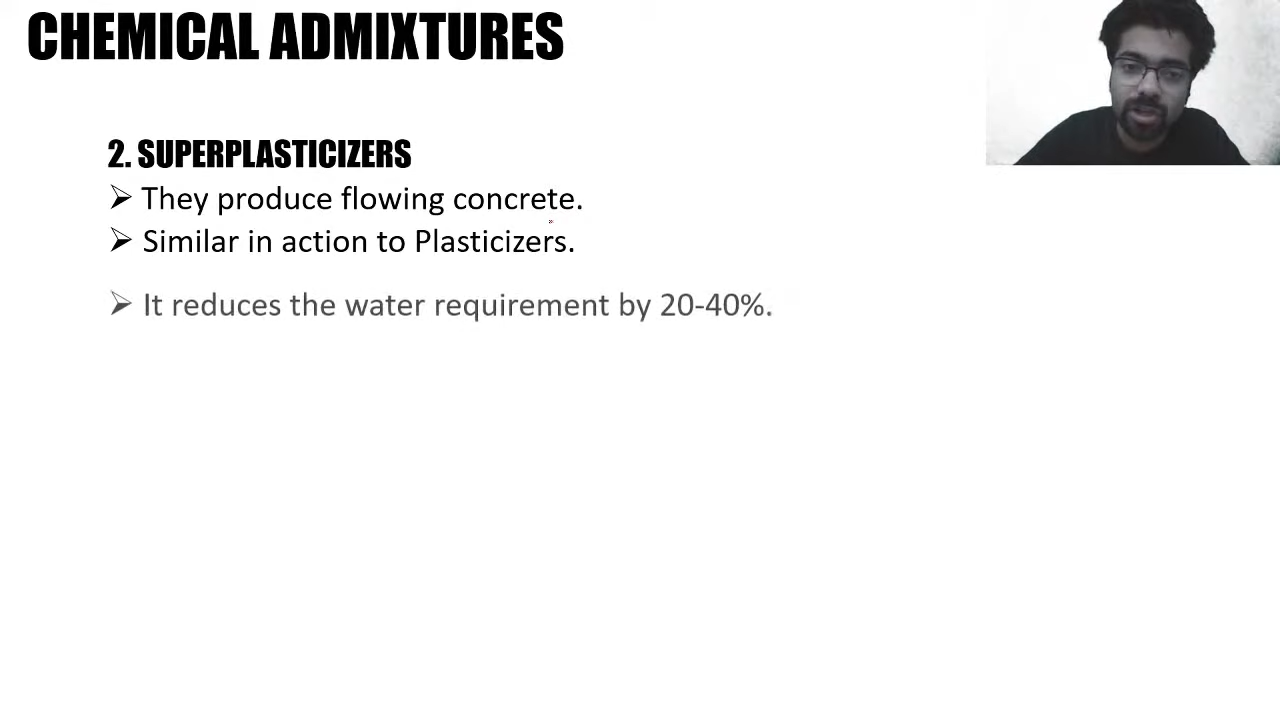 CHEMICAL ADMIXTURES
2. SUPERPLASTICIZERS
➢ They produce flowing concrete.
➢ Similar in action to Plasticizers.
➢ It reduces the water requirement by 20-40%.